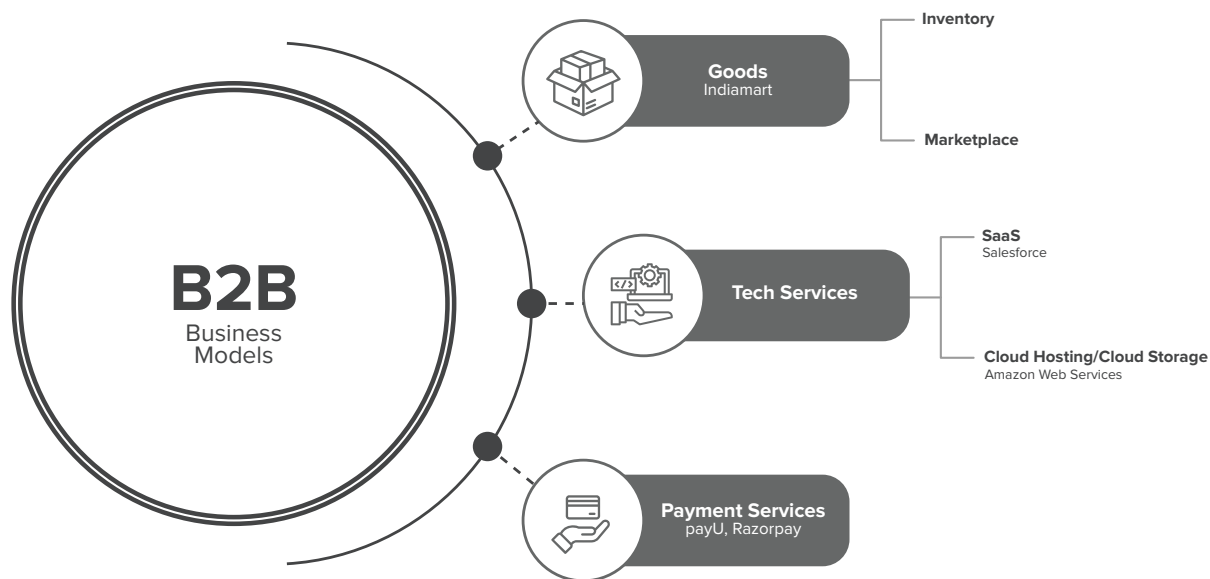 B2B
Business
Models
Goods
Indiamart
Inventory
Marketplace
Tech Services
</>
SaaS
Salesforce
Cloud Hosting/Cloud Storage
Amazon Web Services
Payment Services
payU, Razorpay